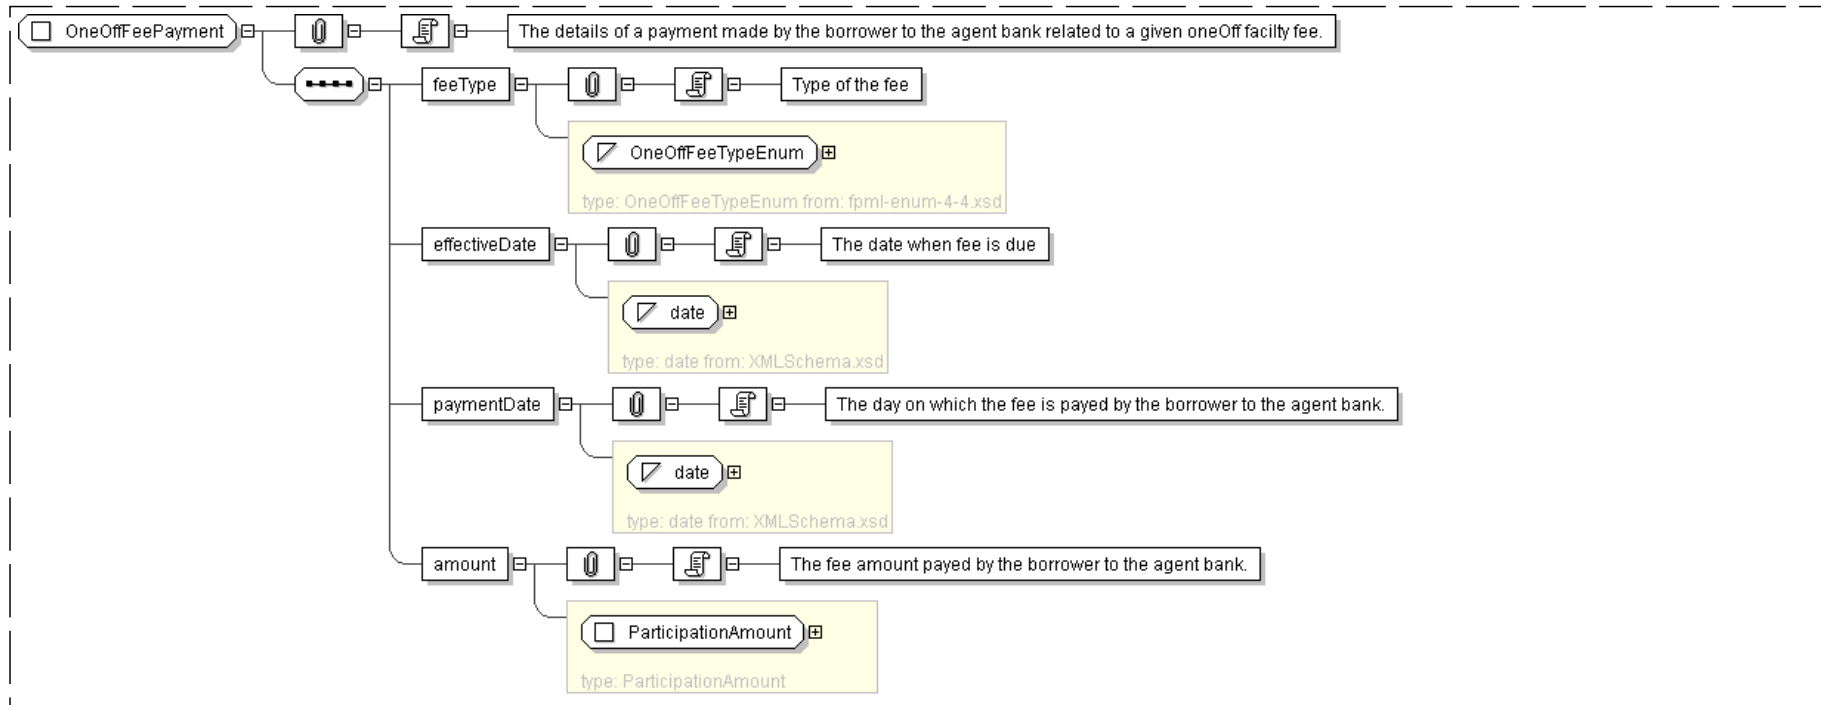 OneOffFeePayment
The details of a payment made by the borrower to the agent bank related to a given oneOff facilty fee.
feeType
Type of the fee
OneOffFeeTypeEnum
type: OneOffFeeTypeEnum from: fpml-enum-4-4.xsd
effectiveDate
The date when fee is due
date
type: date from: XMLSchema.xsd
paymentDate
The day on which the fee is payed by the borrower to the agent bank.
date
type: date from: XMLSchema.xsd
amount
The fee amount payed by the borrower to the agent bank.
ParticipationAmount
type: ParticipationAmount